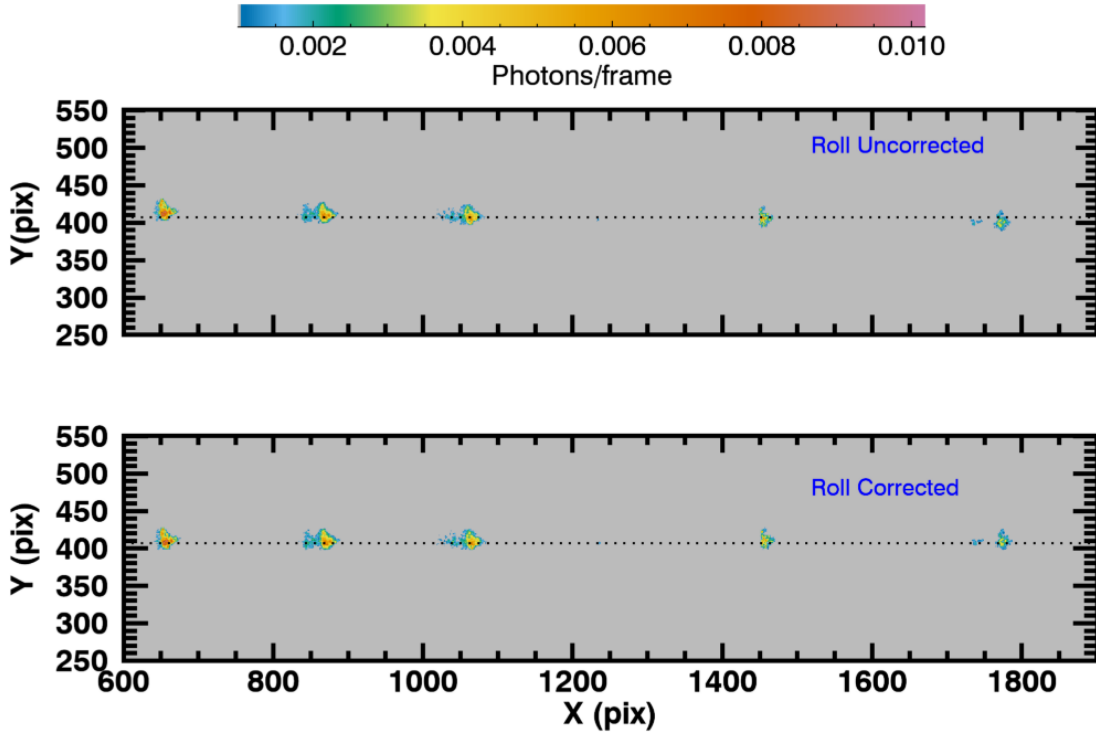 0.002 0.004 0.006 0.008 0.010
Photons/frame
550
500
450
400
350
300
250
Y(pix)
Roll Uncorrected
550
500
450
400
350
300
250
Y (pix)
Roll Corrected
600 800 1000 1200 1400 1600 1800
X (pix)